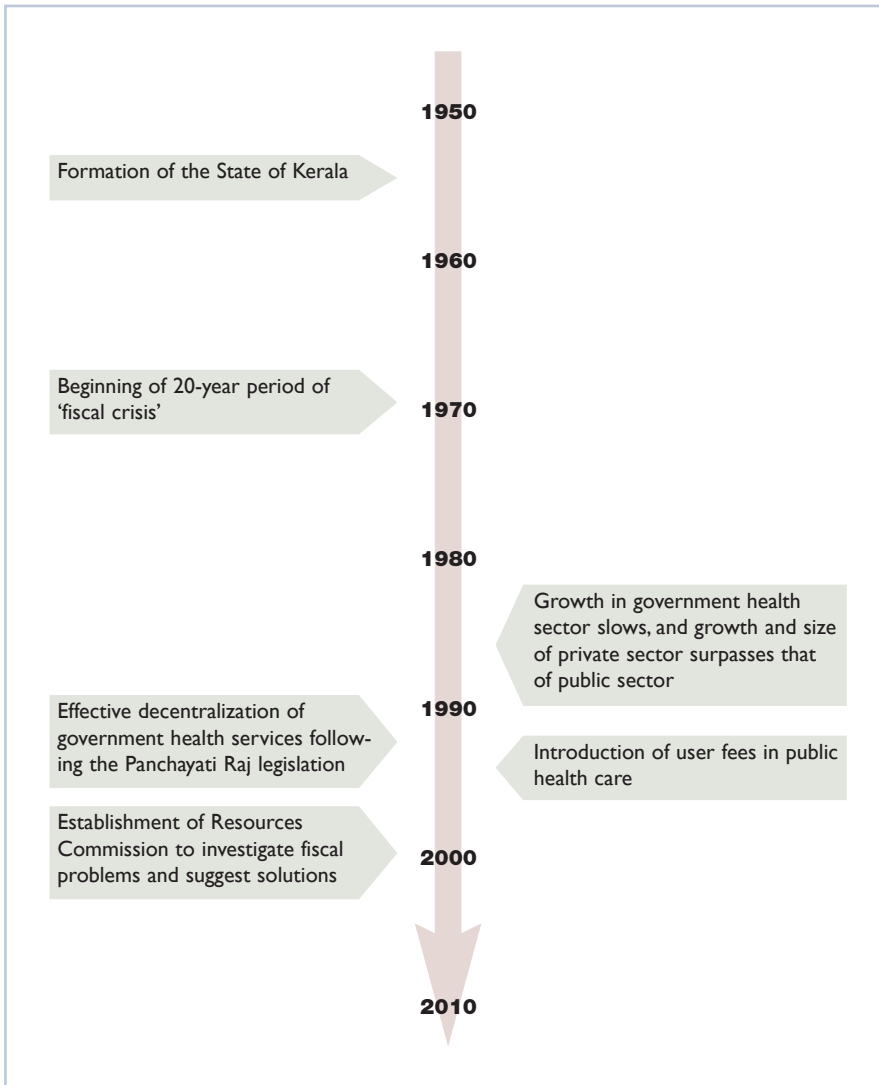 1950
Formation of the State of Kerala
1960
Beginning of 20-year period of
‘fiscal crisis’
1970
1980
Growth in government health
sector slows, and growth and size
of private sector surpasses that
of public sector
1990
Effective decentralization of
government health services follow-
ing the Panchayati Raj legislation
Introduction of user fees in public
health care
Establishment of Resources
Commission to investigate fiscal
problems and suggest solutions
2000
2010